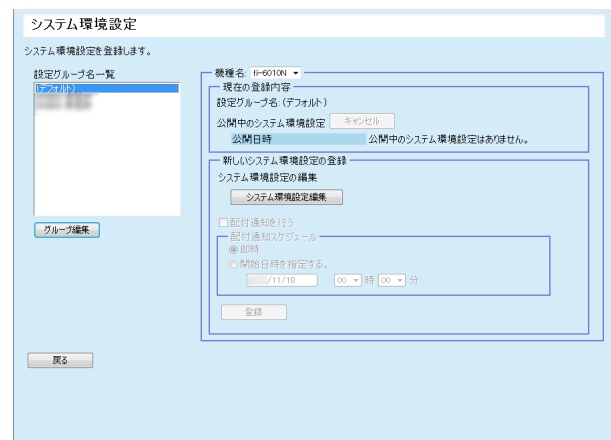 システム環境設定
システム環境設定を登録します。
設定グループ名一覧
(デフォルト)
グループ編集
戻る
機種名: fi-6010N
現在の登録内容
設定グループ名:(デフォルト)
公開中のシステム環境設定 キャンセル
公開日時 公開中のシステム環境設定はありません。
新しいシステム環境設定の登録
システム環境設定の編集
システム環境設定編集
配付通知を行う
配付通知スケジュール
即時
開始日時を指定する。
/11/18 00 時 00 分
登録